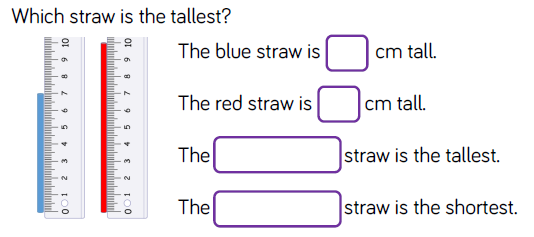 Which straw is the tallest?
The blue straw is cm tall.
The red straw is cm tall.
The straw is the tallest.
The straw is the shortest.
0 1 2 3 4 5 6 7 8 9 10
0 1 2 3 4 5 6 7 8 9 10